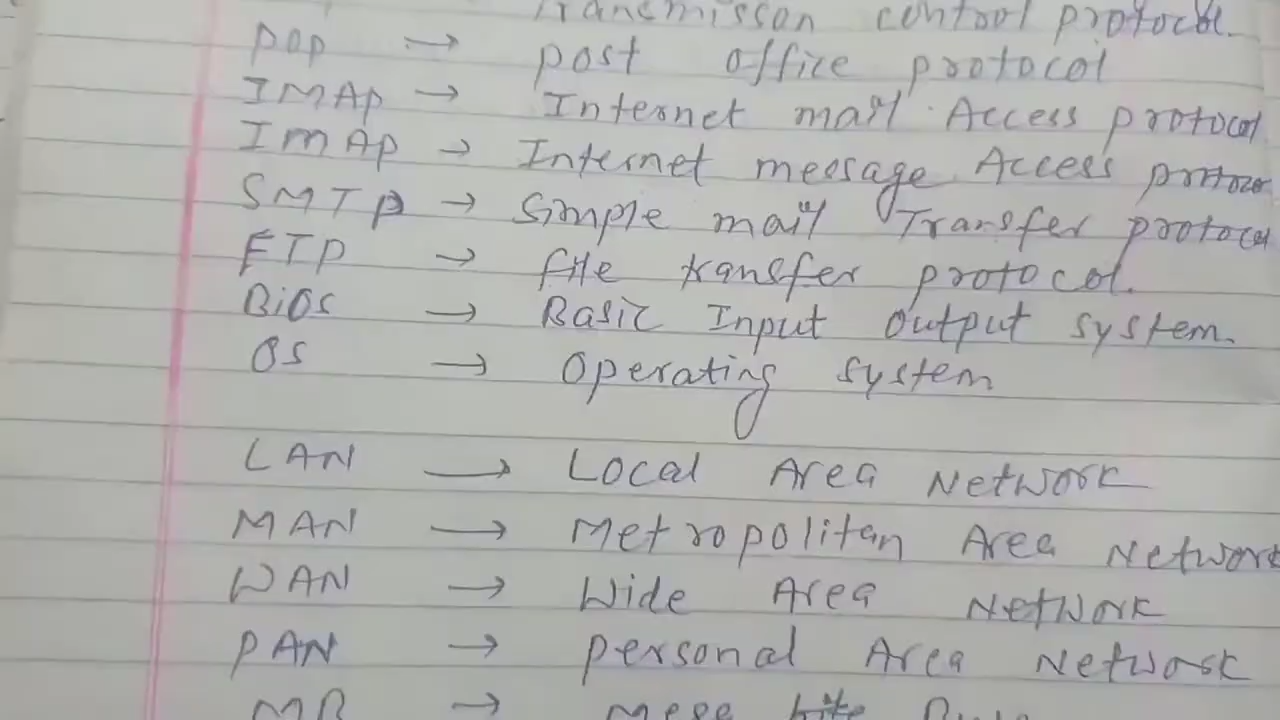 Transmisson control protocol.
POP → post office protocol
IMAP → Internet mail Access protocol
IMAP → Internet message Access protocol
SMTP → Simple mail Transfer protocol
FTP → file transfer protocol.
BiOS → Basic Input Output system.
OS → Operating system
LAN → Local Area Network
MAN → Metropolitan Area Network
WAN → Wide Area Network
PAN → personal Area Network
MB →